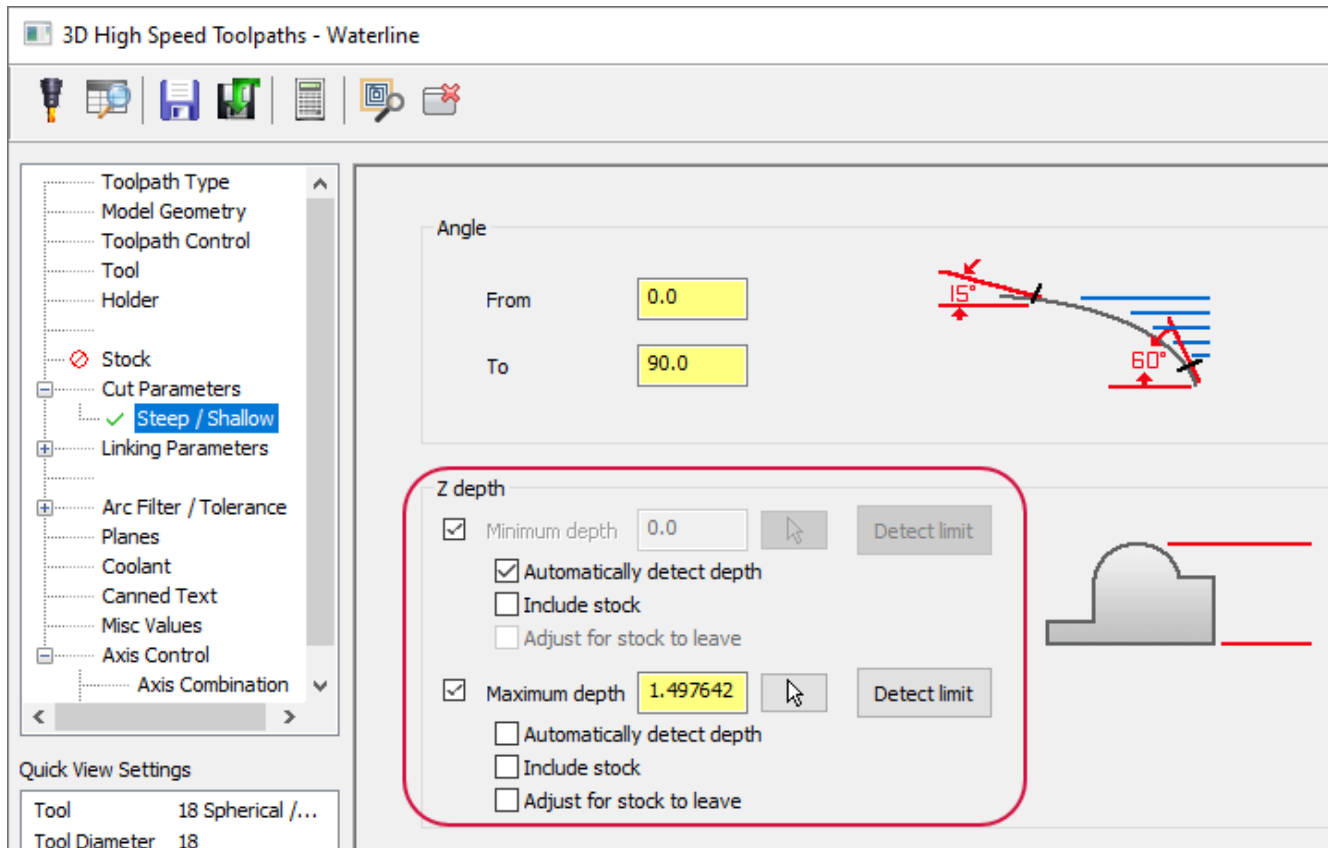 3D High Speed Toolpaths - Waterline
Toolpath Type
Model Geometry
Toolpath Control
Tool
Holder
Stock
Cut Parameters
Steep / Shallow
Linking Parameters
Arc Filter / Tolerance
Planes
Coolant
Canned Text
Misc Values
Axis Control
Axis Combination
Quick View Settings
Tool 18 Spherical /...
Tool Diameter 18
Angle
From 0.0
To 90.0
15°
60°
Z depth
Minimum depth 0.0 Detect limit
Automatically detect depth
Include stock
Adjust for stock to leave
Maximum depth 1.497642 Detect limit
Automatically detect depth
Include stock
Adjust for stock to leave